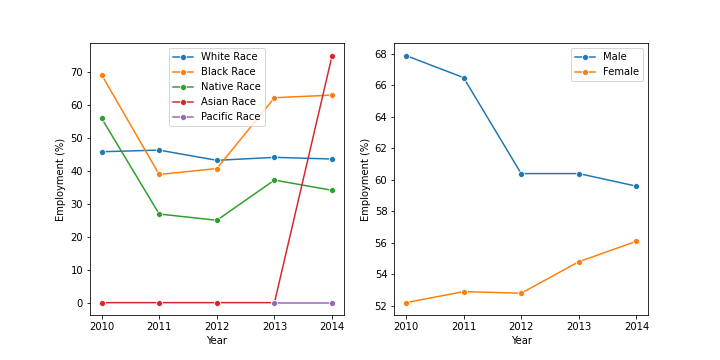 White Race
Black Race
Native Race
Asian Race
Pacific Race
70
60
50
40
30
20
10
0
Employment (%)
2010 2011 2012 2013 2014
Year
Male
Female
68
66
64
62
60
58
56
54
52
Employment (%)
2010 2011 2012 2013 2014
Year